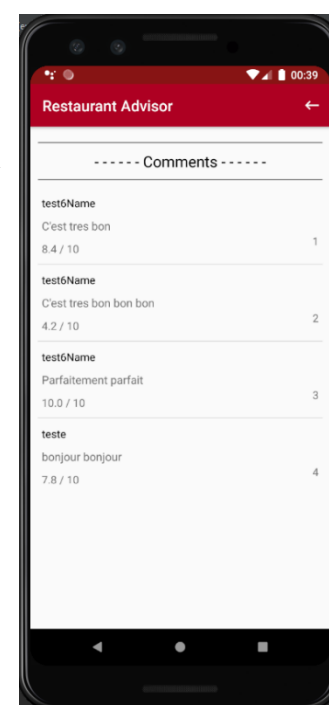 00:39
Restaurant Advisor
- - - - - - Comments - - - - - -
test6Name
C'est tres bon
8.4 / 10
1
test6Name
C'est tres bon bon bon
4.2 / 10
2
test6Name
Parfaitement parfait
10.0 / 10
3
teste
bonjour bonjour
7.8 / 10
4